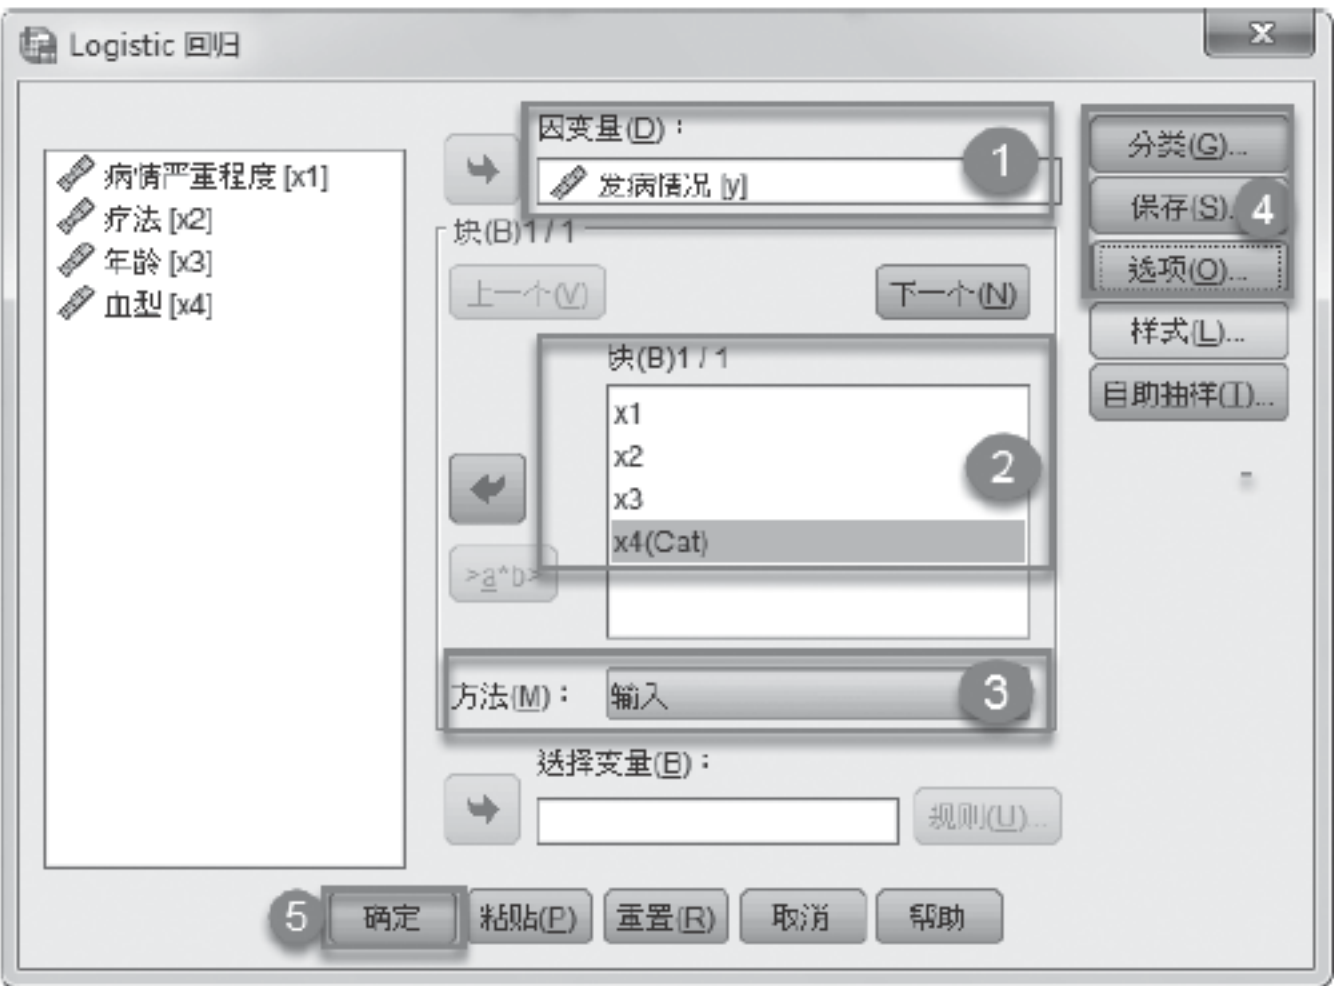 Logistic 回归
x
因变量(D)：
1
发病情况 [y]
病情严重程度 [x1]
疗法 [x2]
年龄 [x3]
血型 [x4]
块(B)1 / 1
上一个(V)
下一个(N)
块(B)1 / 1
x1
x2
x3
x4(Cat)
2
>a*b>
方法(M)：
输入
3
选择变量(B)：
规则(U)...
分类(G)...
保存(S)...
4
选项(O)...
样式(L)...
自助抽样(T)...
5
确定
粘贴(P)
重置(R)
取消
帮助